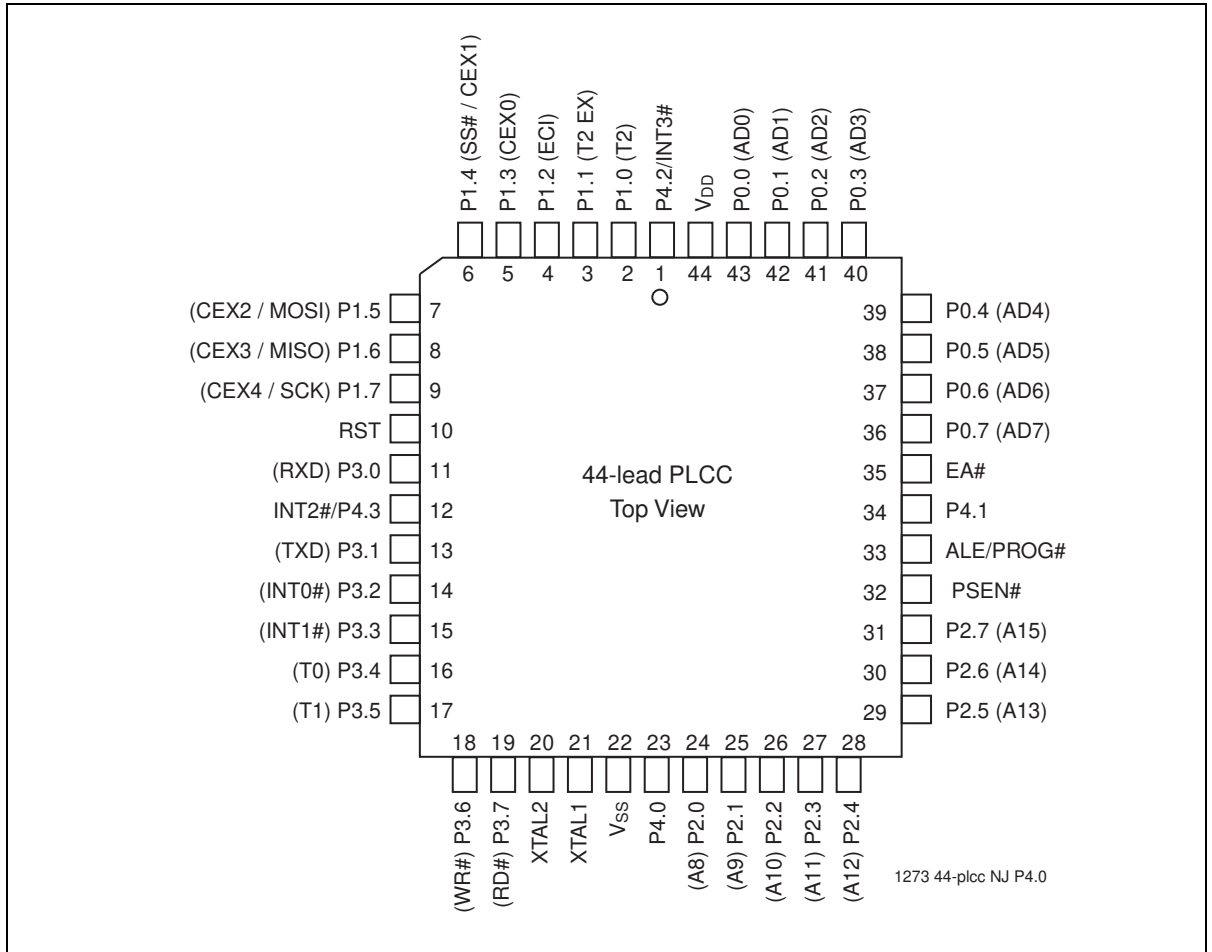 P1.4 (SS# / CEX1)
P1.3 (CEX0)
P1.2 (ECI)
P1.1 (T2 EX)
P1.0 (T2)
P4.2/INT3#
VDD
P0.0 (AD0)
P0.1 (AD1)
P0.2 (AD2)
P0.3 (AD3)
6 5 4 3 2 1 44 43 42 41 40
(CEX2 / MOSI) P1.5 7
(CEX3 / MISO) P1.6 8
(CEX4 / SCK) P1.7 9
RST 10
(RXD) P3.0 11
INT2#/P4.3 12
(TXD) P3.1 13
(INT0#) P3.2 14
(INT1#) P3.3 15
(T0) P3.4 16
(T1) P3.5 17
44-lead PLCC
Top View
39 P0.4 (AD4)
38 P0.5 (AD5)
37 P0.6 (AD6)
36 P0.7 (AD7)
35 EA#
34 P4.1
33 ALE/PROG#
32 PSEN#
31 P2.7 (A15)
30 P2.6 (A14)
29 P2.5 (A13)
18 19 20 21 22 23 24 25 26 27 28
(WR#) P3.6
(RD#) P3.7
XTAL2
XTAL1
VSS
P4.0
(A8) P2.0
(A9) P2.1
(A10) P2.2
(A11) P2.3
(A12) P2.4
1273 44-plcc NJ P4.0